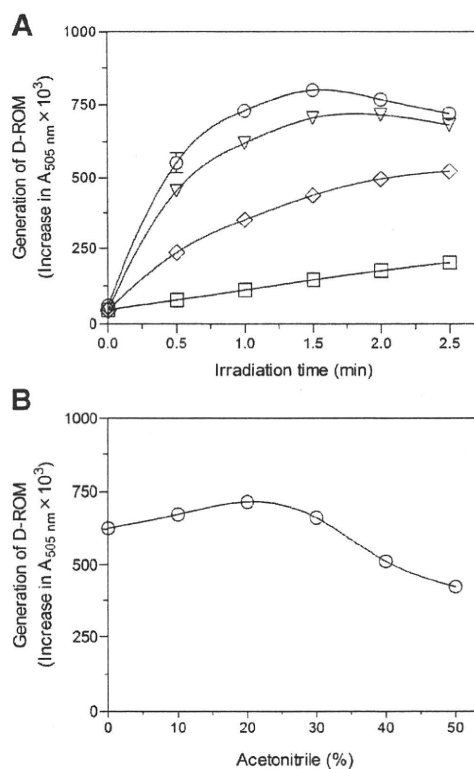 A
Generation of D-ROM
(Increase in A505 nm × 10³)
1000
750
500
250
0
0.0 0.5 1.0 1.5 2.0 2.5
Irradiation time (min)
B
Generation of D-ROM
(Increase in A505 nm × 10³)
1000
750
500
250
0
0 10 20 30 40 50
Acetonitrile (%)